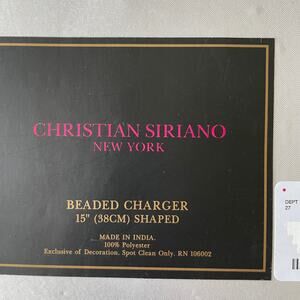 CHRISTIAN SIRIANO
NEW YORK
BEADED CHARGER
15" (38CM) SHAPED
MADE IN INDIA.
100% Polyester
Exclusive of Decoration. Spot Clean Only. RN 106002
DEPT
27